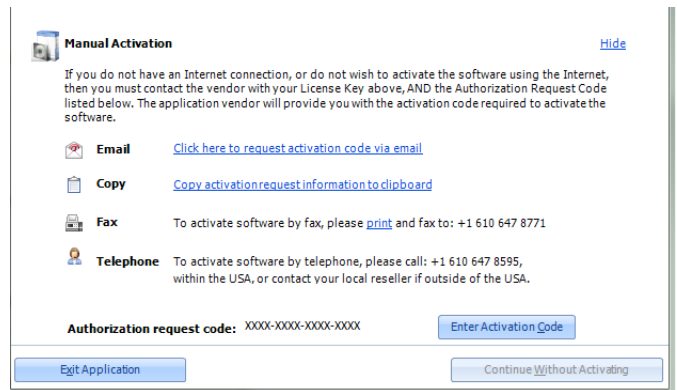 Manual Activation
Hide
If you do not have an Internet connection, or do not wish to activate the software using the Internet,
then you must contact the vendor with your License Key above, AND the Authorization Request Code
listed below. The application vendor will provide you with the activation code required to activate the
software.
Email Click here to request activation code via email
Copy Copy activation request information to clipboard
Fax To activate software by fax, please print and fax to: +1 610 647 8771
Telephone To activate software by telephone, please call: +1 610 647 8595,
within the USA, or contact your local reseller if outside of the USA.
Authorization request code: XXXX-XXXX-XXXX-XXXX Enter Activation Code
Exit Application Continue Without Activating